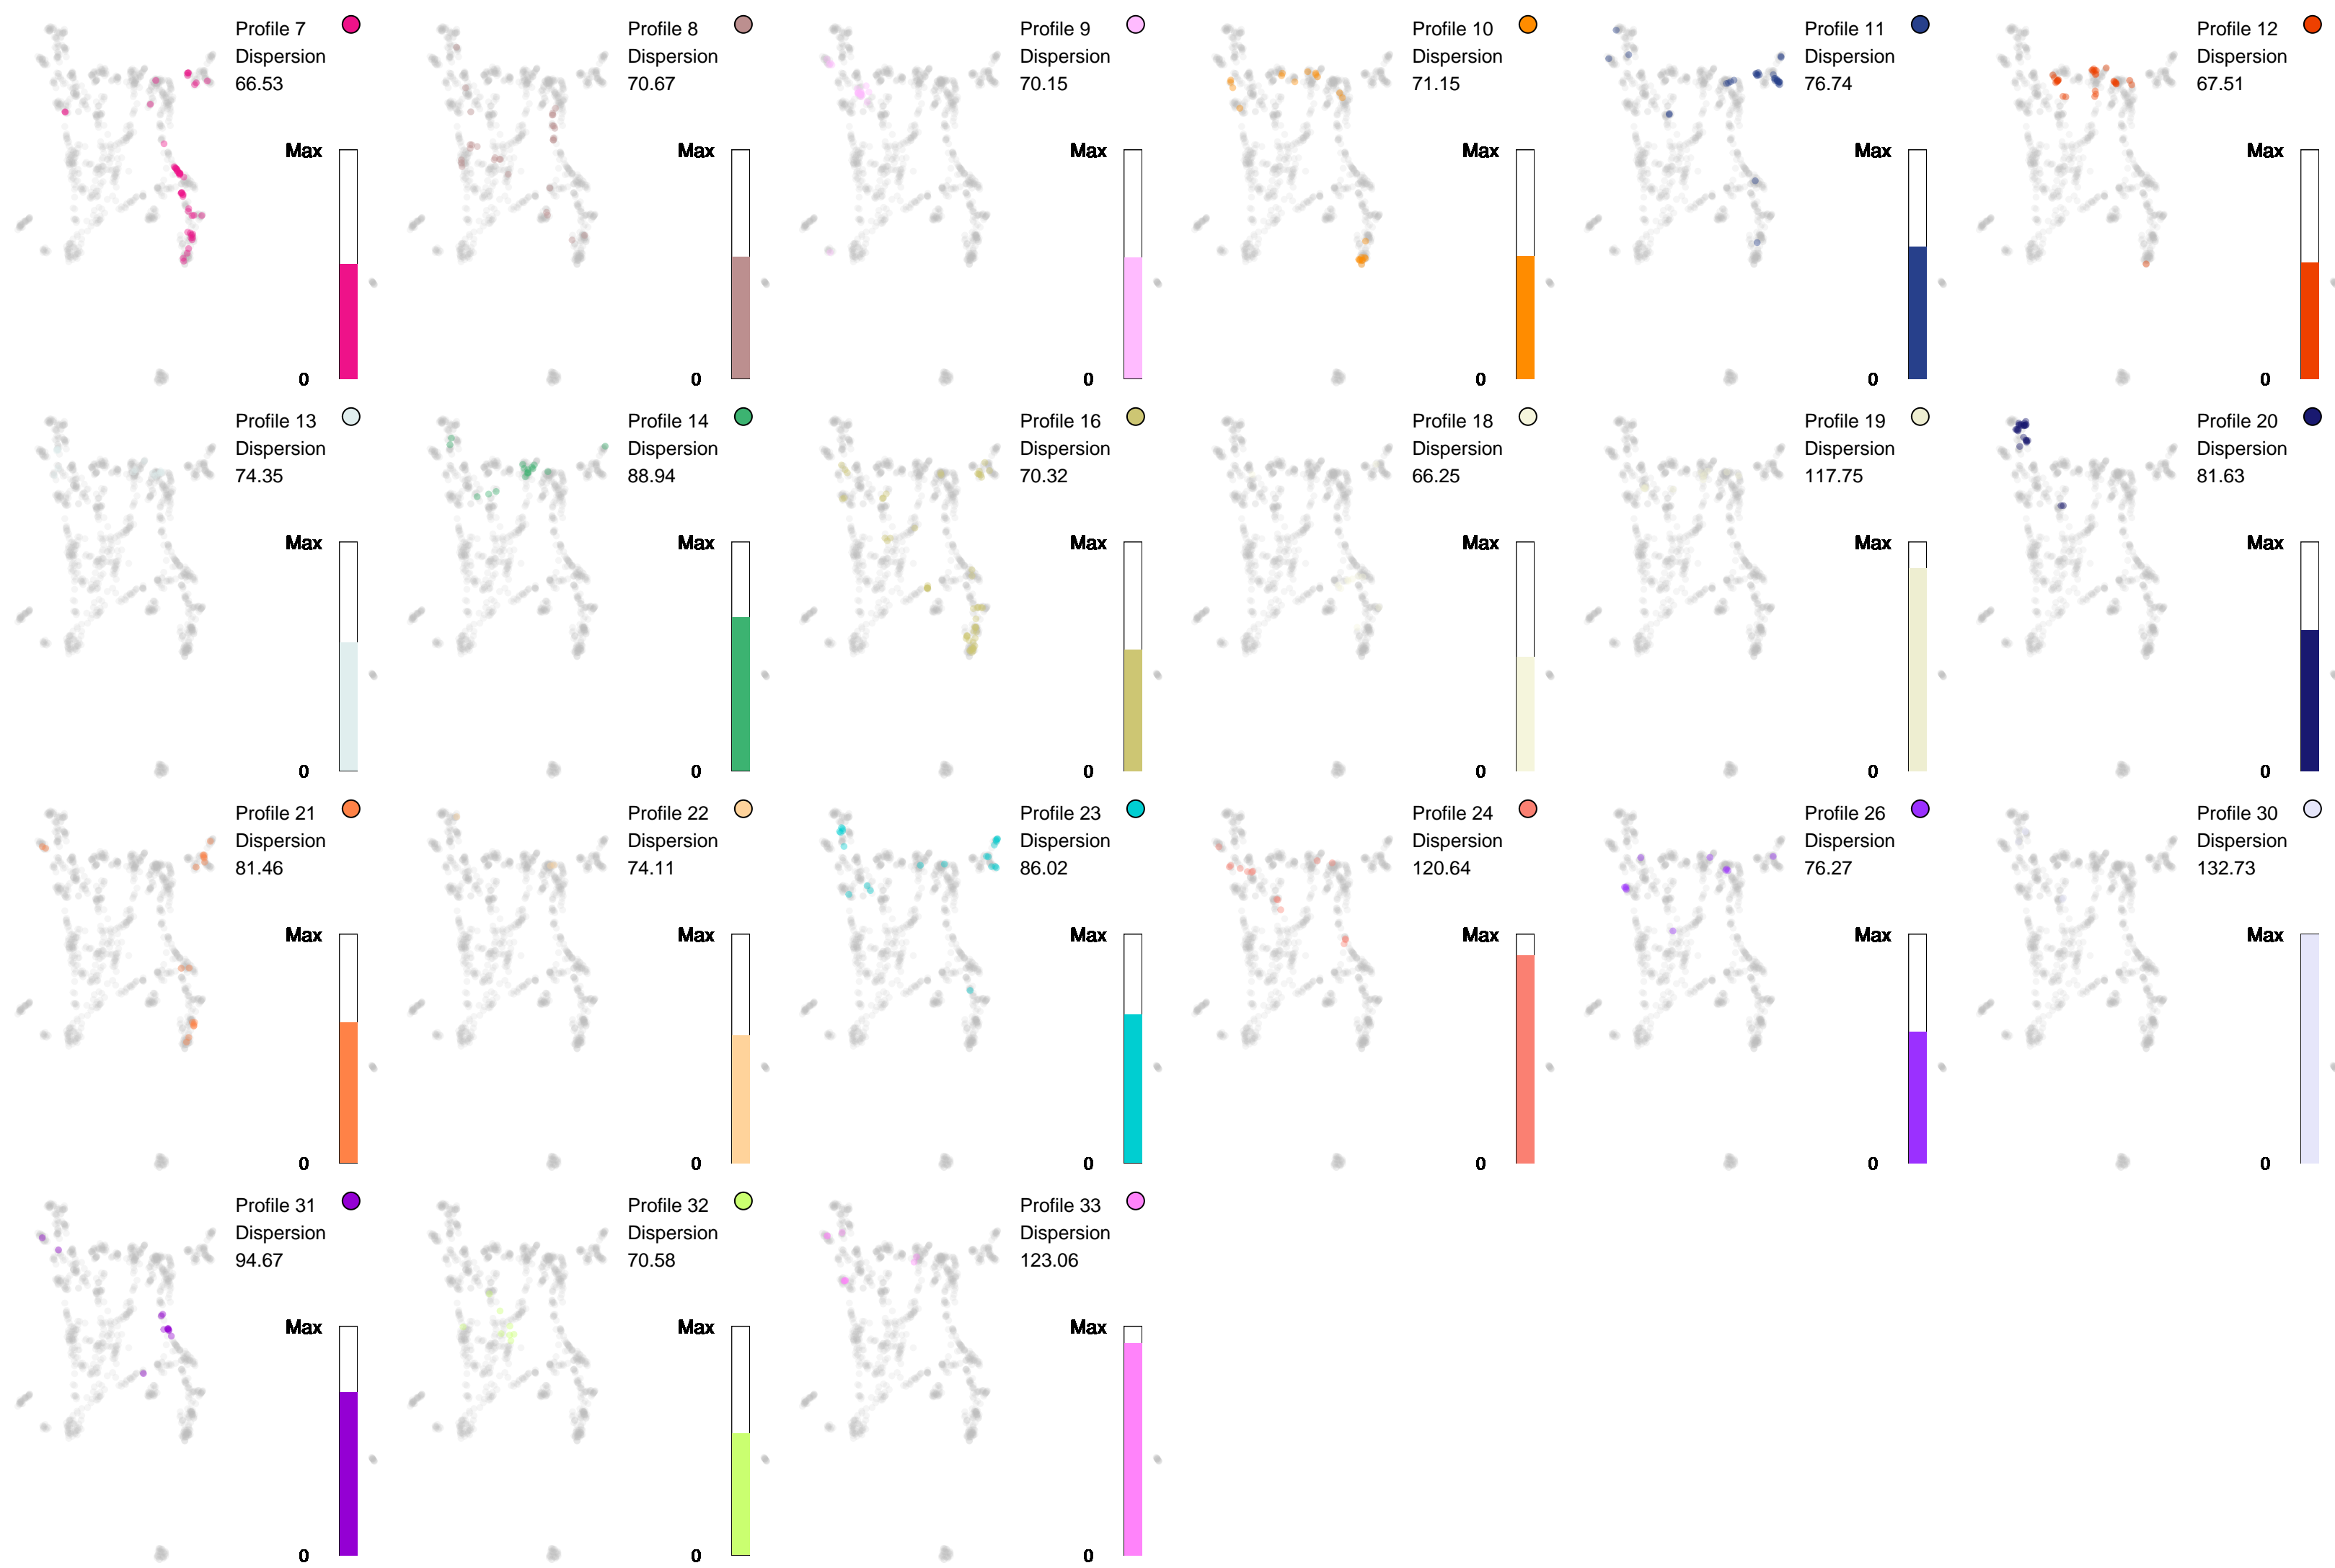 Profile 7
Dispersion
66.53
Max
0
Profile 8
Dispersion
70.67
Max
0
Profile 9
Dispersion
70.15
Max
0
Profile 10
Dispersion
71.15
Max
0
Profile 11
Dispersion
76.74
Max
0
Profile 12
Dispersion
67.51
Max
0
Profile 13
Dispersion
74.35
Max
0
Profile 14
Dispersion
88.94
Max
0
Profile 16
Dispersion
70.32
Max
0
Profile 18
Dispersion
66.25
Max
0
Profile 19
Dispersion
117.75
Max
0
Profile 20
Dispersion
81.63
Max
0
Profile 21
Dispersion
81.46
Max
0
Profile 22
Dispersion
74.11
Max
0
Profile 23
Dispersion
86.02
Max
0
Profile 24
Dispersion
120.64
Max
0
Profile 26
Dispersion
76.27
Max
0
Profile 30
Dispersion
132.73
Max
0
Profile 31
Dispersion
94.67
Max
0
Profile 32
Dispersion
70.58
Max
0
Profile 33
Dispersion
123.06
Max
0